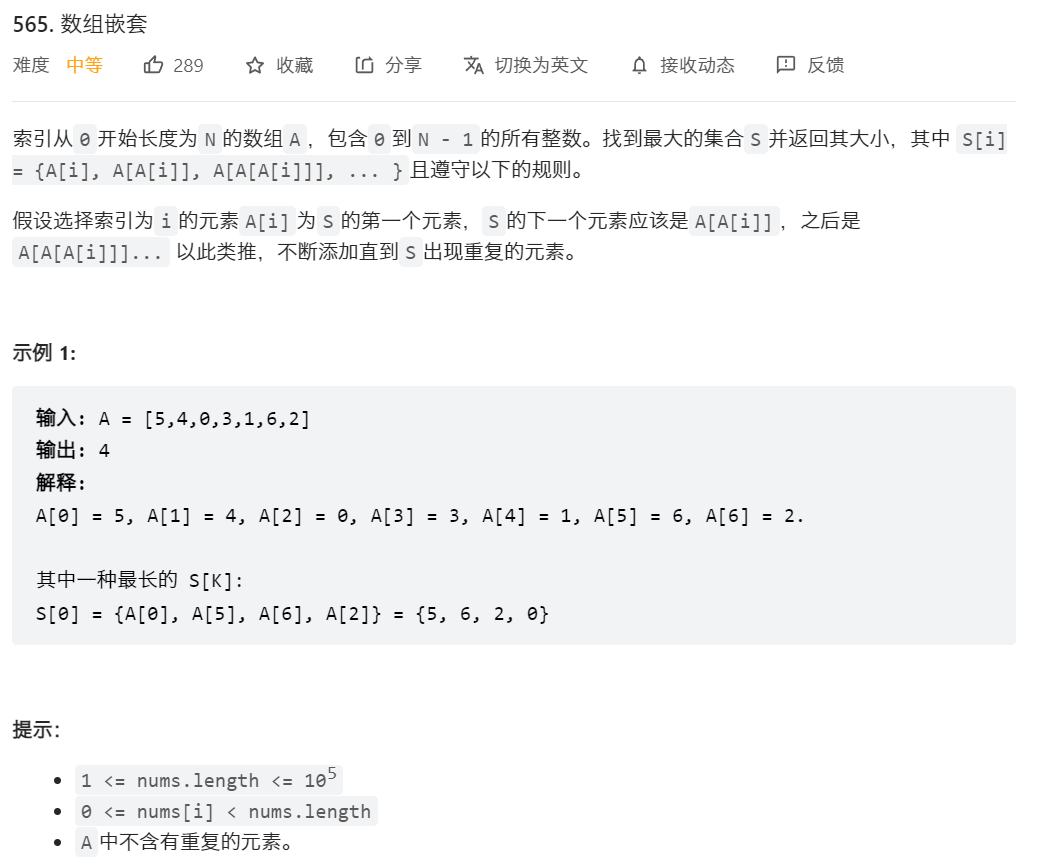 565. 数组嵌套
难度 中等 289 收藏 分享 切换为英文 接收动态 反馈
索引从 0 开始长度为 N 的数组 A ，包含 0 到 N - 1 的所有整数。找到最大的集合 S 并返回其大小，其中 S[i]
= {A[i], A[A[i]], A[A[A[i]]], ... } 且遵守以下的规则。
假设选择索引为 i 的元素 A[i] 为 S 的第一个元素，S 的下一个元素应该是 A[A[i]] ，之后是
A[A[A[i]]]... 以此类推，不断添加直到 S 出现重复的元素。
示例 1:
输入: A = [5,4,0,3,1,6,2]
输出: 4
解释:
A[0] = 5, A[1] = 4, A[2] = 0, A[3] = 3, A[4] = 1, A[5] = 6, A[6] = 2.
其中一种最长的 S[K]:
S[0] = {A[0], A[5], A[6], A[2]} = {5, 6, 2, 0}
提示：
• 1 <= nums.length <= 10⁵
• 0 <= nums[i] < nums.length
• A 中不含有重复的元素。